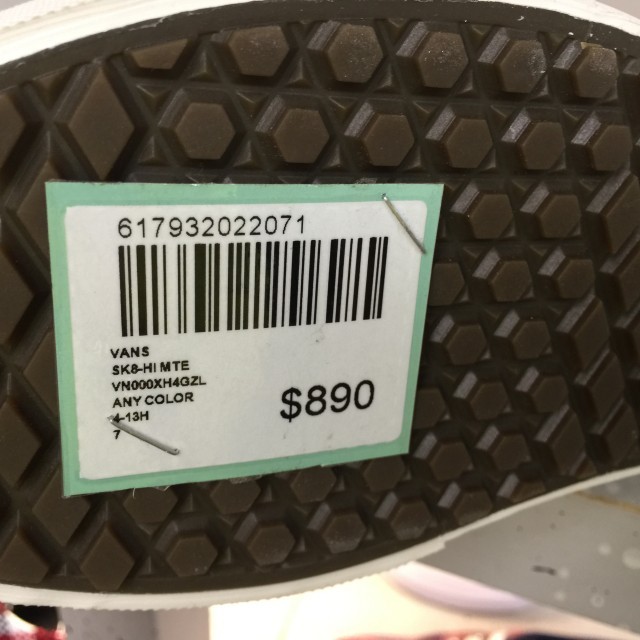 617932022071
VANS
SK8-HI MTE
VN000XH4GZL
ANY COLOR
4-13H
7
$890